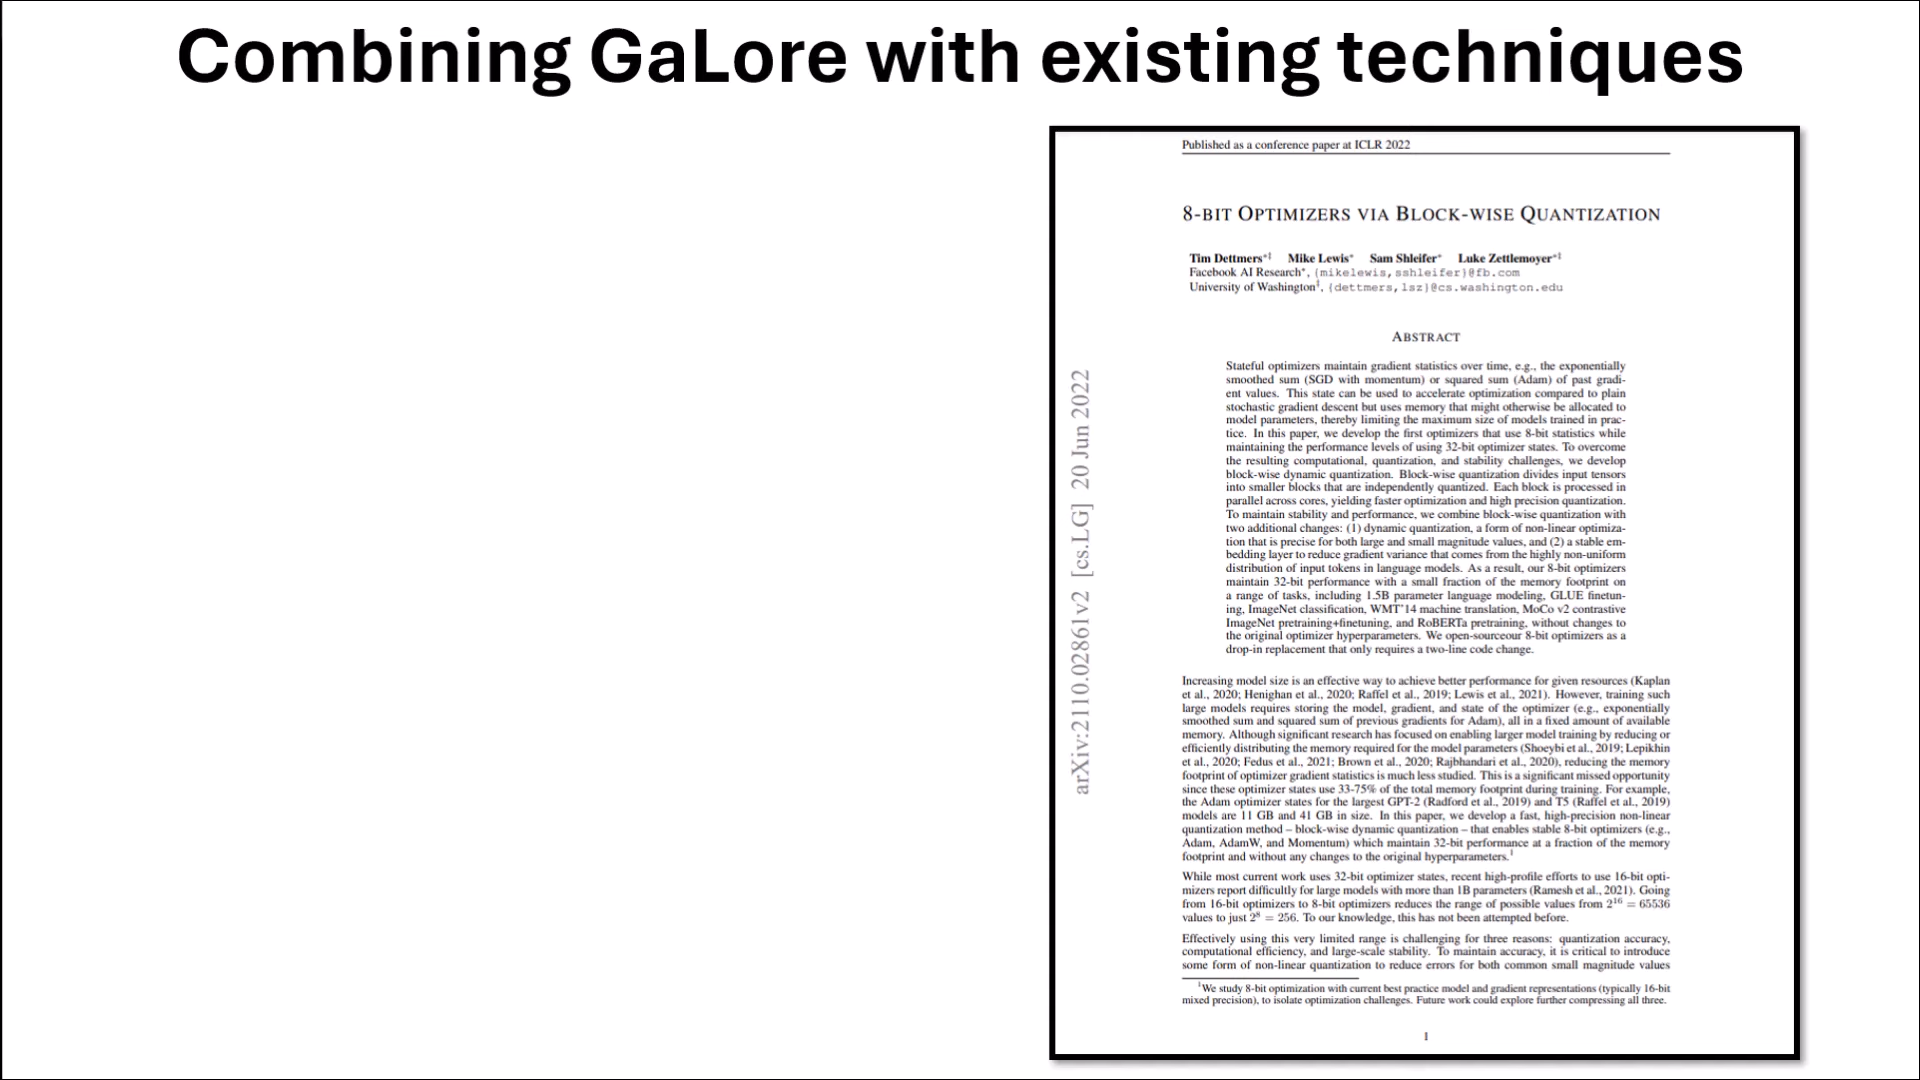 Combining GaLore with existing techniques
Published as a conference paper at ICLR 2022
8-BIT OPTIMIZERS VIA BLOCK-WISE QUANTIZATION
Tim Dettmers*‡ Mike Lewis* Sam Shleifer* Luke Zettlemoyer*‡
Facebook AI Research*, {mikelewis,sshleifer}@fb.com
University of Washington‡, {dettmers,lsz}@cs.washington.edu
ABSTRACT
Stateful optimizers maintain gradient statistics over time, e.g., the exponentially
smoothed sum (SGD with momentum) or squared sum (Adam) of past gradi-
ent values. This state can be used to accelerate optimization compared to plain
stochastic gradient descent but uses memory that might otherwise be allocated to
model parameters, thereby limiting the maximum size of models trained in prac-
tice. In this paper, we develop the first optimizers that use 8-bit statistics while
maintaining the performance levels of using 32-bit optimizer states. To overcome
the resulting computational, quantization, and stability challenges, we develop
block-wise dynamic quantization. Block-wise quantization divides input tensors
into smaller blocks that are independently quantized. Each block is processed in
parallel across cores, yielding faster optimization and high precision quantization.
To maintain stability and performance, we combine block-wise quantization with
two additional changes: (1) dynamic quantization, a form of non-linear optimiza-
tion that is precise for both large and small magnitude values, and (2) a stable em-
bedding layer to reduce gradient variance that comes from the highly non-uniform
distribution of input tokens in language models. As a result, our 8-bit optimizers
maintain 32-bit performance with a small fraction of the memory footprint on
a range of tasks, including 1.5B parameter language modeling, GLUE finetun-
ing, ImageNet classification, WMT'14 machine translation, MoCo v2 contrastive
ImageNet pretraining+finetuning, and RoBERTa pretraining, without changes to
the original optimizer hyperparameters. We open-sourceour 8-bit optimizers as a
drop-in replacement that only requires a two-line code change.
arXiv:2110.02861v2 [cs.LG] 20 Jun 2022
Increasing model size is an effective way to achieve better performance for given resources (Kaplan
et al., 2020; Henighan et al., 2020; Raffel et al., 2019; Lewis et al., 2021). However, training such
large models requires storing the model, gradient, and state of the optimizer (e.g., exponentially
smoothed sum and squared sum of previous gradients for Adam), all in a fixed amount of available
memory. Although significant research has focused on enabling larger model training by reducing or
efficiently distributing the memory required for the model parameters (Shoeybi et al., 2019; Lepikhin
et al., 2020; Fedus et al., 2021; Brown et al., 2020; Rajbhandari et al., 2020), reducing the memory
footprint of optimizer gradient statistics is much less studied. This is a significant missed opportunity
since these optimizer states use 33-75% of the total memory footprint during training. For example,
the Adam optimizer states for the largest GPT-2 (Radford et al., 2019) and T5 (Raffel et al., 2019)
models are 11 GB and 41 GB in size. In this paper, we develop a fast, high-precision non-linear
quantization method – block-wise dynamic quantization – that enables stable 8-bit optimizers (e.g.,
Adam, AdamW, and Momentum) which maintain 32-bit performance at a fraction of the memory
footprint and without any changes to the original hyperparameters.¹
While most current work uses 32-bit optimizer states, recent high-profile efforts to use 16-bit opti-
mizers report difficultly for large models with more than 1B parameters (Ramesh et al., 2021). Going
from 16-bit optimizers to 8-bit optimizers reduces the range of possible values from 2¹⁶ = 65536
values to just 2⁸ = 256. To our knowledge, this has not been attempted before.
Effectively using this very limited range is challenging for three reasons: quantization accuracy,
computational efficiency, and large-scale stability. To maintain accuracy, it is critical to introduce
some form of non-linear quantization to reduce errors for both common small magnitude values
¹We study 8-bit optimization with current best practice model and gradient representations (typically 16-bit
mixed precision), to isolate optimization challenges. Future work could explore further compressing all three.
1